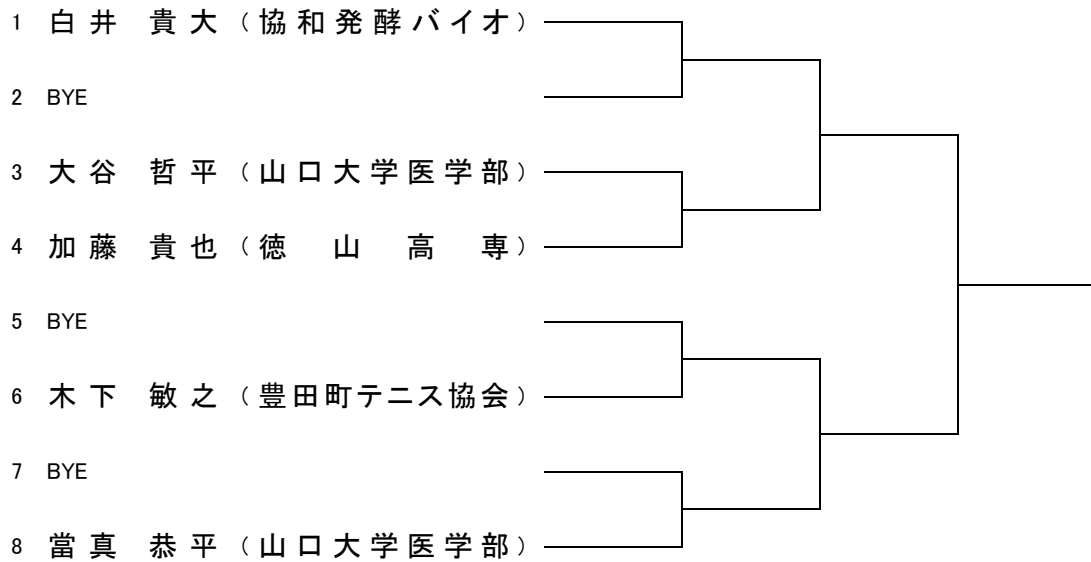 1 白井 貴大 (協和発酵バイオ)
2 BYE
3 大谷 哲平 (山口大学医学部)
4 加藤 貴也 (徳山高専)
5 BYE
6 木下 敏之 (豊田町テニス協会)
7 BYE
8 當真 恭平 (山口大学医学部)